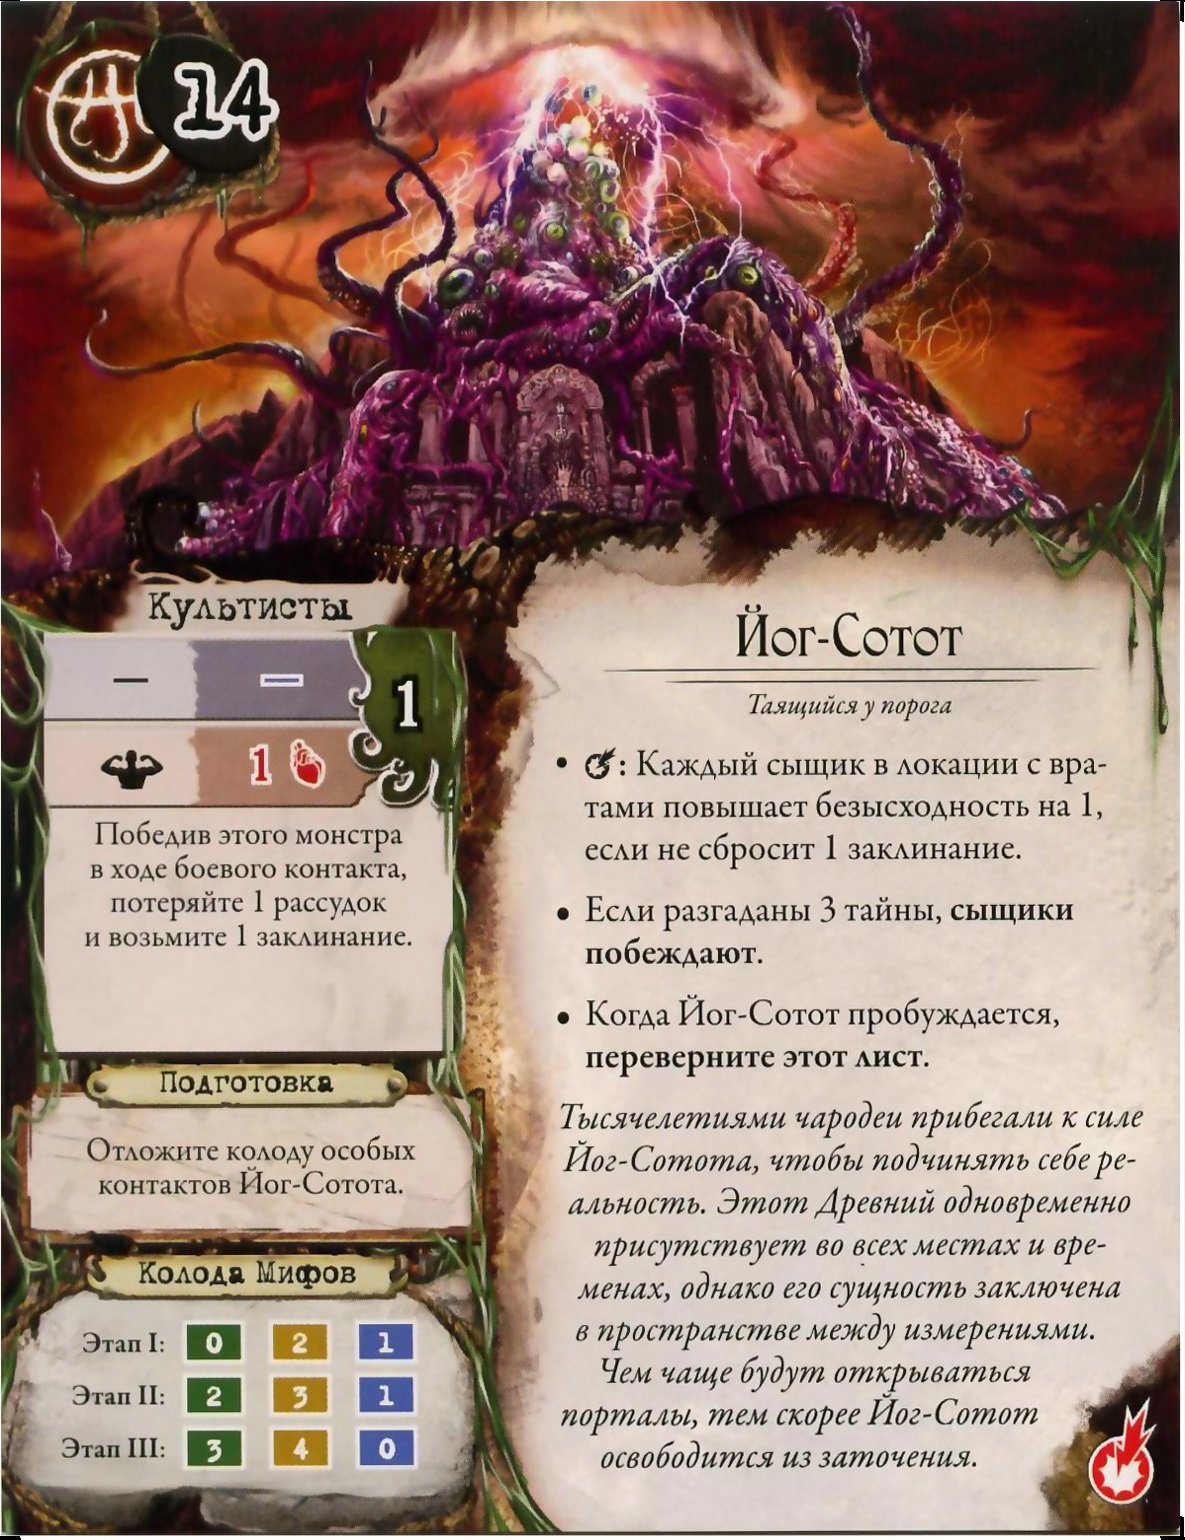 14
Культисты
—
—
1
1
Победив этого монстра
в ходе боевого контакта,
потеряйте 1 рассудок
и возьмите 1 заклинание.
Подготовка
Отложите колоду особых
контактов Йог-Сотота.
Колода Мифов
Этап I: 0 2 1
Этап II: 2 3 1
Этап III: 3 4 0
Йог-Сотот
Таящийся у порога
• : Каждый сыщик в локации с вра-
тами повышает безысходность на 1,
если не сбросит 1 заклинание.
• Если разгаданы 3 тайны, сыщики
побеждают.
• Когда Йог-Сотот пробуждается,
переверните этот лист.
Тысячелетиями чародеи прибегали к силе
Йог-Сотота, чтобы подчинять себе ре-
альность. Этот Древний одновременно
присутствует во всех местах и вре-
менах, однако его сущность заключена
в пространстве между измерениями.
Чем чаще будут открываться
порталы, тем скорее Йог-Сотот
освободится из заточения.